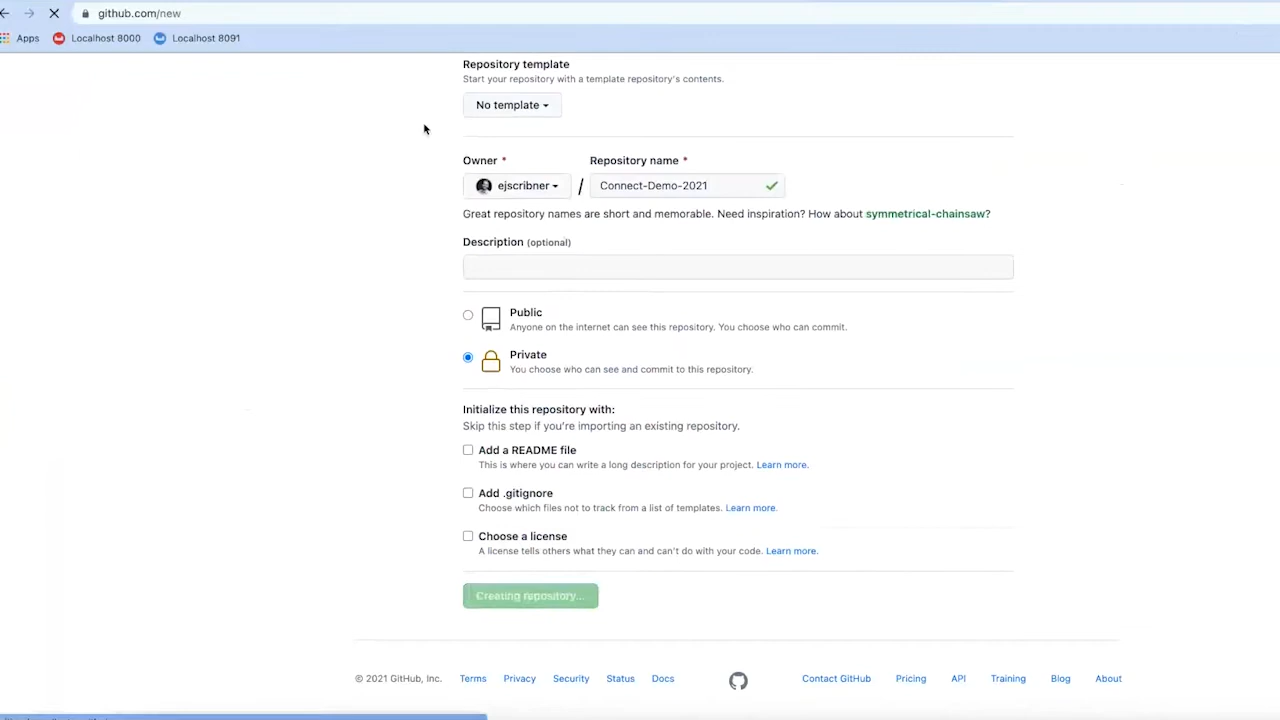 github.com/new
Apps Localhost 8000 Localhost 8091
Repository template
Start your repository with a template repository's contents.
No template
Owner * Repository name *
ejscribner / Connect-Demo-2021
Great repository names are short and memorable. Need inspiration? How about symmetrical-chainsaw?
Description (optional)
Public
Anyone on the internet can see this repository. You choose who can commit.
Private
You choose who can see and commit to this repository.
Initialize this repository with:
Skip this step if you're importing an existing repository.
Add a README file
This is where you can write a long description for your project. Learn more.
Add .gitignore
Choose which files not to track from a list of templates. Learn more.
Choose a license
A license tells others what they can and can't do with your code. Learn more.
Creating repository...
© 2021 GitHub, Inc. Terms Privacy Security Status Docs Contact GitHub Pricing API Training Blog About